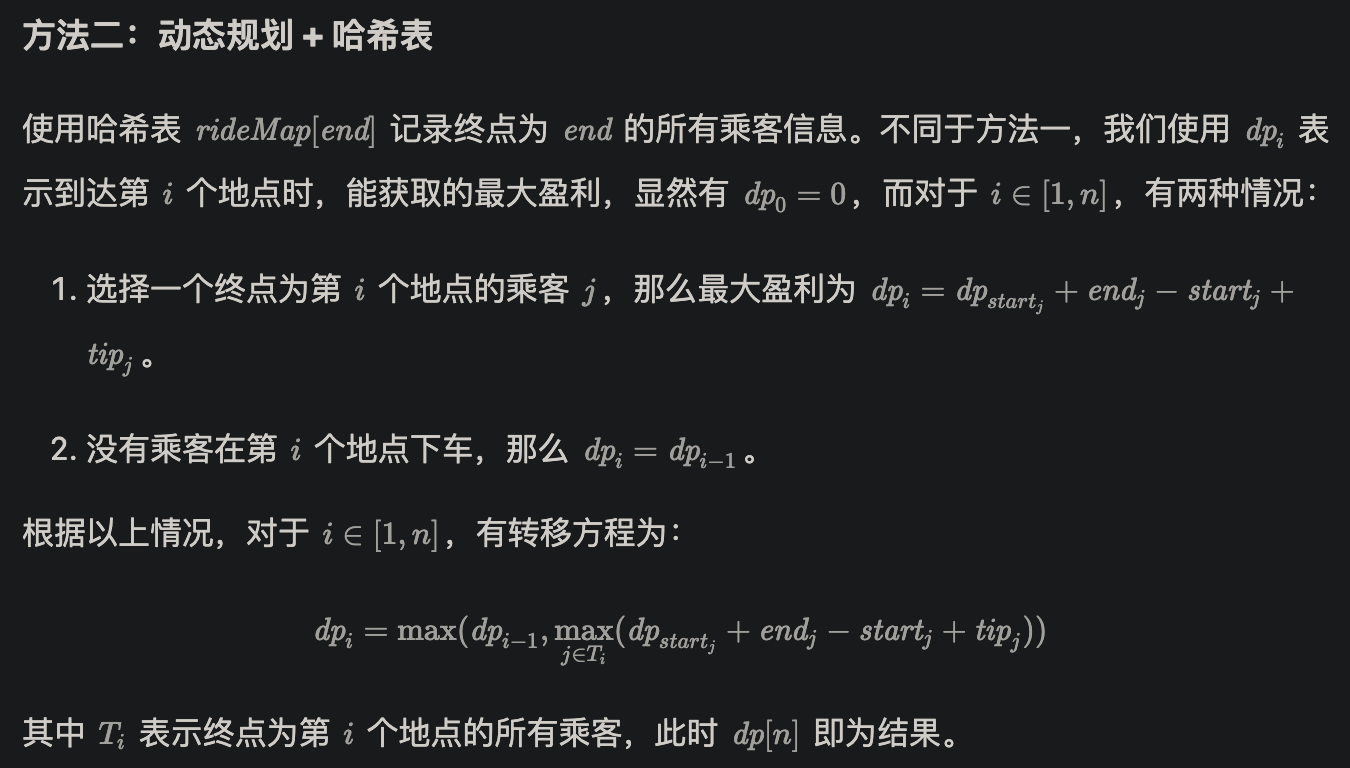 方法二：动态规划 + 哈希表
使用哈希表 rideMap[end] 记录终点为 end 的所有乘客信息。不同于方法一，我们使用 dp_i 表
示到达第 i 个地点时，能获取的最大盈利，显然有 dp_0 = 0，而对于 i ∈ [1, n]，有两种情况：
1. 选择一个终点为第 i 个地点的乘客 j，那么最大盈利为 dp_i = dp_{start_j} + end_j − start_j +
tip_j。
2. 没有乘客在第 i 个地点下车，那么 dp_i = dp_{i−1}。
根据以上情况，对于 i ∈ [1, n]，有转移方程为：
dp_i = max(dp_{i−1}, max_{j∈T_i}(dp_{start_j} + end_j − start_j + tip_j))
其中 T_i 表示终点为第 i 个地点的所有乘客，此时 dp[n] 即为结果。